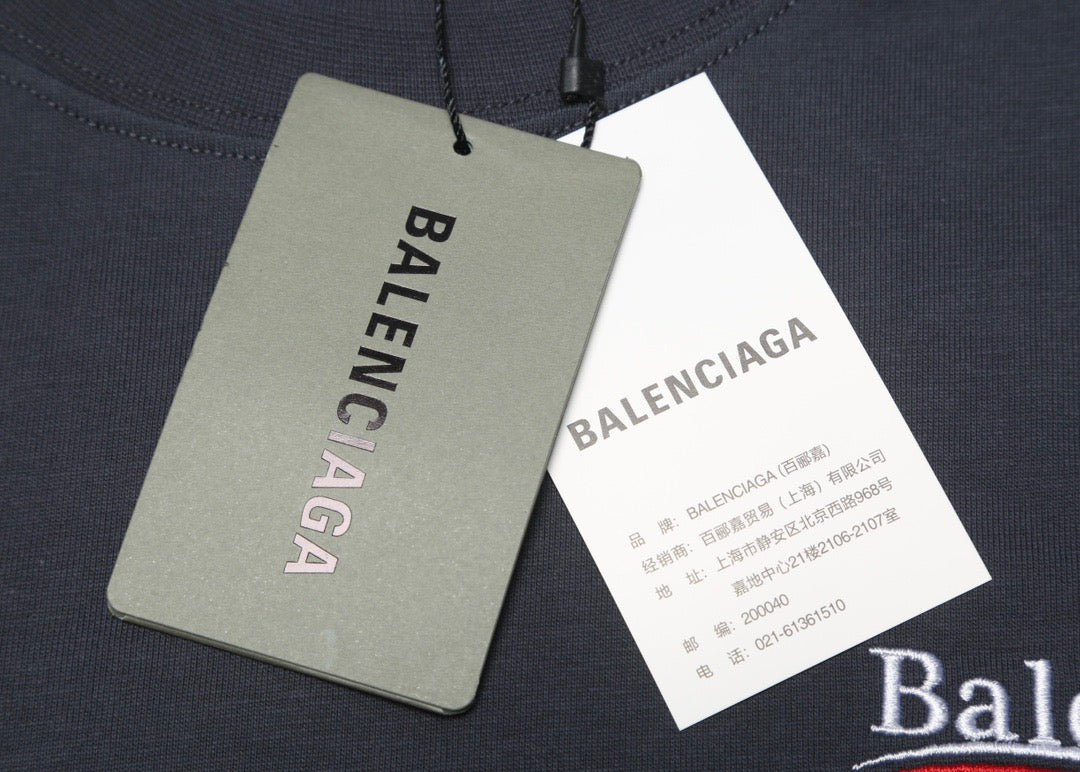 BALENCIAGA
BALENCIAGA
品 牌: BALENCIAGA (百郦嘉)
经销商: 百郦嘉贸易（上海）有限公司
地 址: 上海市静安区北京西路968号
嘉地中心21楼2106-2107室
邮 编: 200040
电 话: 021-61361510
Bal